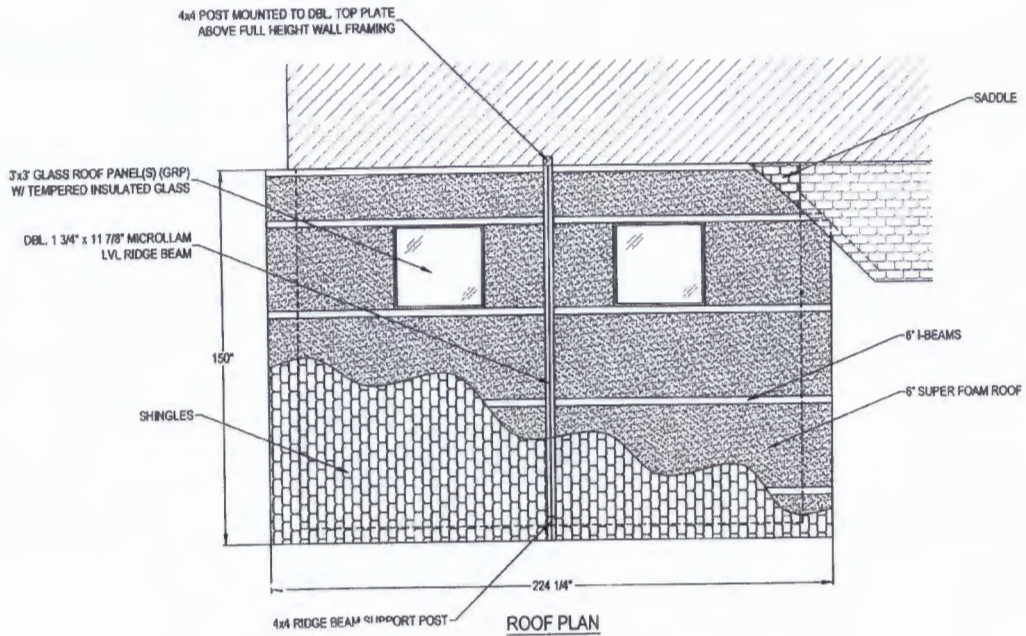 4x4 POST MOUNTED TO DBL. TOP PLATE
ABOVE FULL HEIGHT WALL FRAMING
SADDLE
3'x3' GLASS ROOF PANEL(S) (GRP)
W/ TEMPERED INSULATED GLASS
DBL. 1 3/4" x 11 7/8" MICROLLAM
LVL RIDGE BEAM
150"
6" I-BEAMS
6" SUPER FOAM ROOF
SHINGLES
224 1/4"
4x4 RIDGE BEAM SUPPORT POST
ROOF PLAN